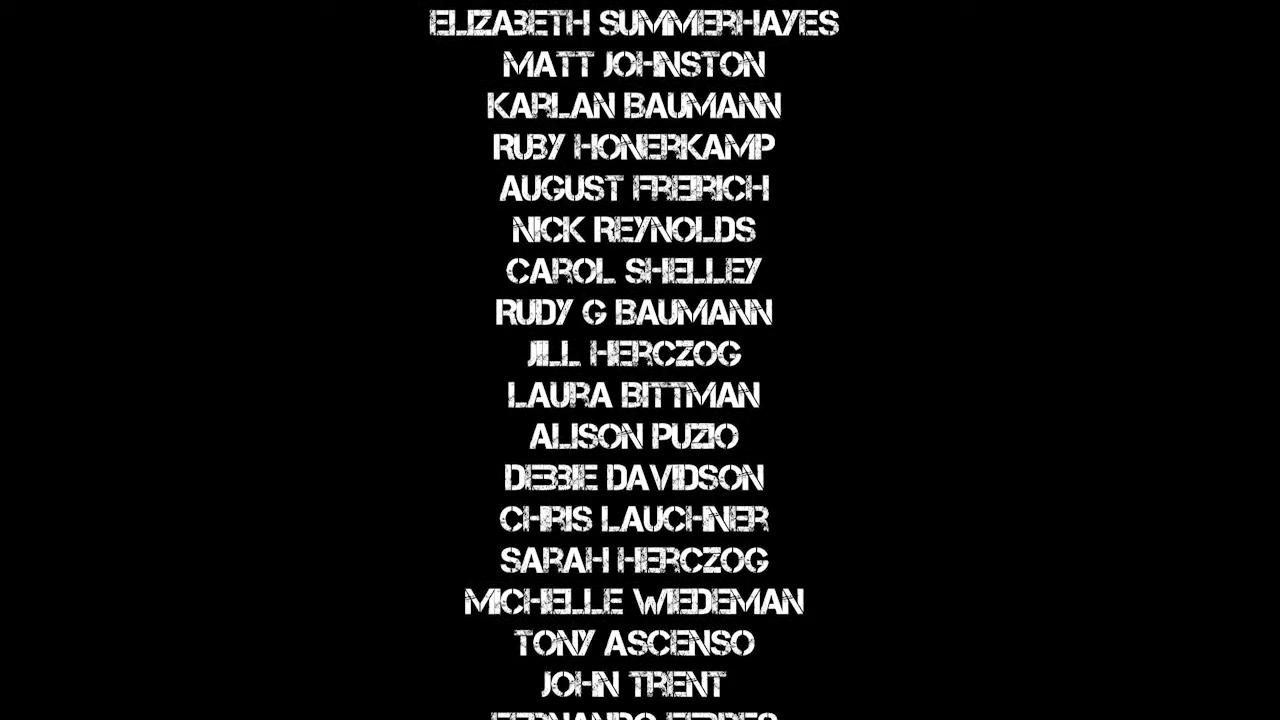 ELIZABETH SUMMERHAYES
MATT JOHNSTON
KARLAN BAUMANN
RUBY HONERKAMP
AUGUST FREIRICH
NICK REYNOLDS
CAROL SHELLEY
RUDY G BAUMANN
JILL HERCZOG
LAURA BITTMAN
ALISON PUZIO
DEBBIE DAVIDSON
CHRIS LAUCHNER
SARAH HERCZOG
MICHELLE WIEDEMAN
TONY ASCENSO
JOHN TRENT
FERNANDO